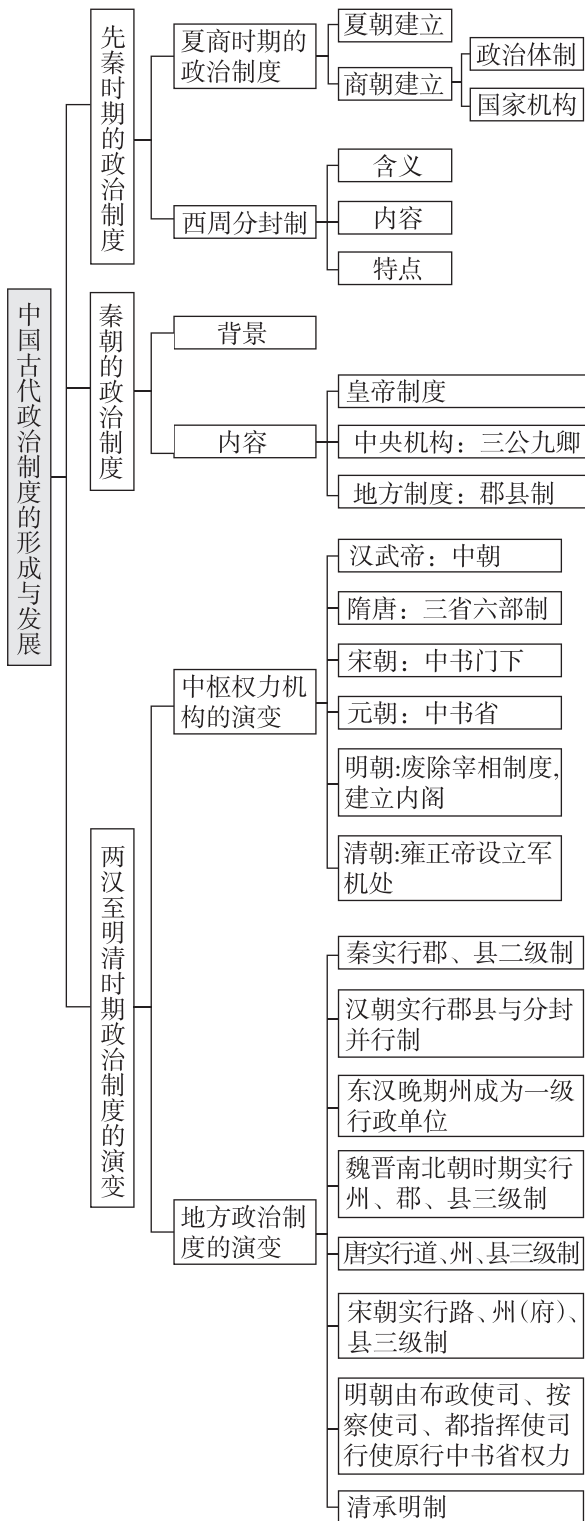 中国古代政治制度的形成与发展
先秦时期的政治制度
夏商时期的
政治制度
夏朝建立
商朝建立
政治体制
国家机构
西周分封制
含义
内容
特点
秦朝的政治制度
背景
内容
皇帝制度
中央机构：三公九卿
地方制度：郡县制
两汉至明清时期政治制度的演变
中枢权力机
构的演变
汉武帝：中朝
隋唐：三省六部制
宋朝：中书门下
元朝：中书省
明朝:废除宰相制度,
建立内阁
清朝:雍正帝设立军
机处
地方政治制
度的演变
秦实行郡、县二级制
汉朝实行郡县与分封
并行制
东汉晚期州成为一级
行政单位
魏晋南北朝时期实行
州、郡、县三级制
唐实行道、州、县三级制
宋朝实行路、州(府)、
县三级制
明朝由布政使司、按
察使司、都指挥使司
行使原行中书省权力
清承明制